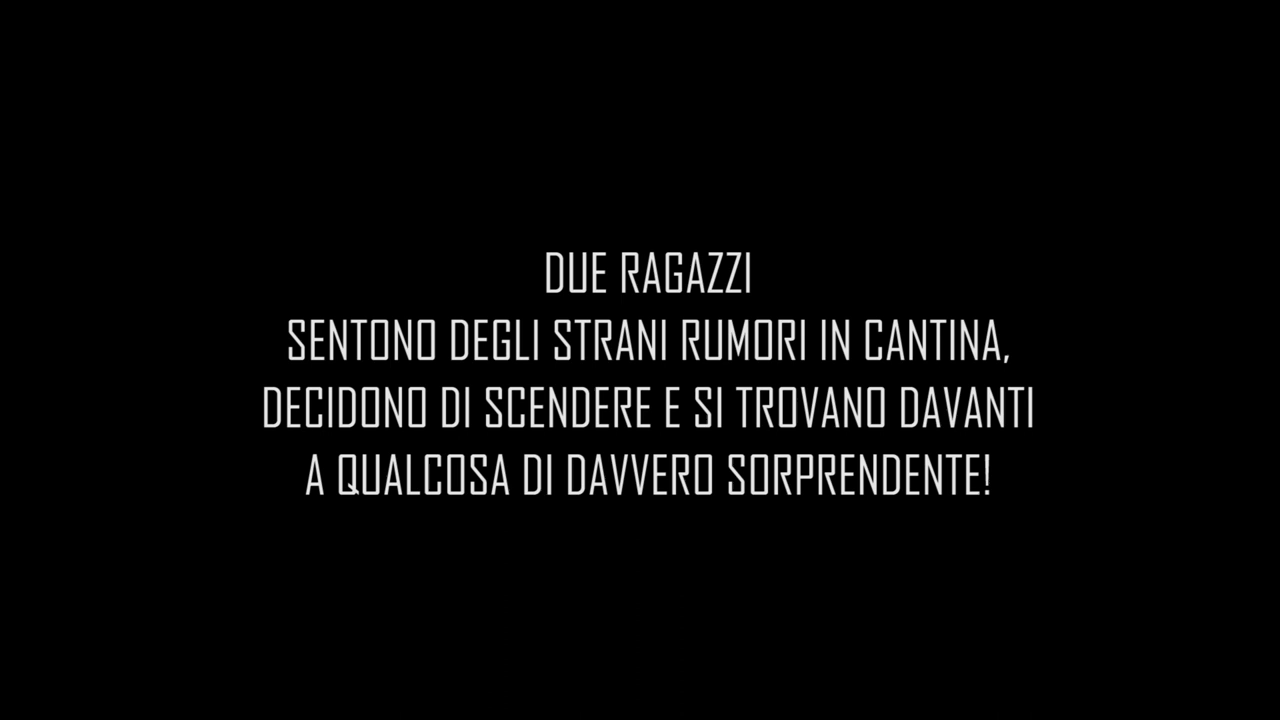 DUE RAGAZZI
SENTONO DEGLI STRANI RUMORI IN CANTINA,
DECIDONO DI SCENDERE E SI TROVANO DAVANTI
A QUALCOSA DI DAVVERO SORPRENDENTE!